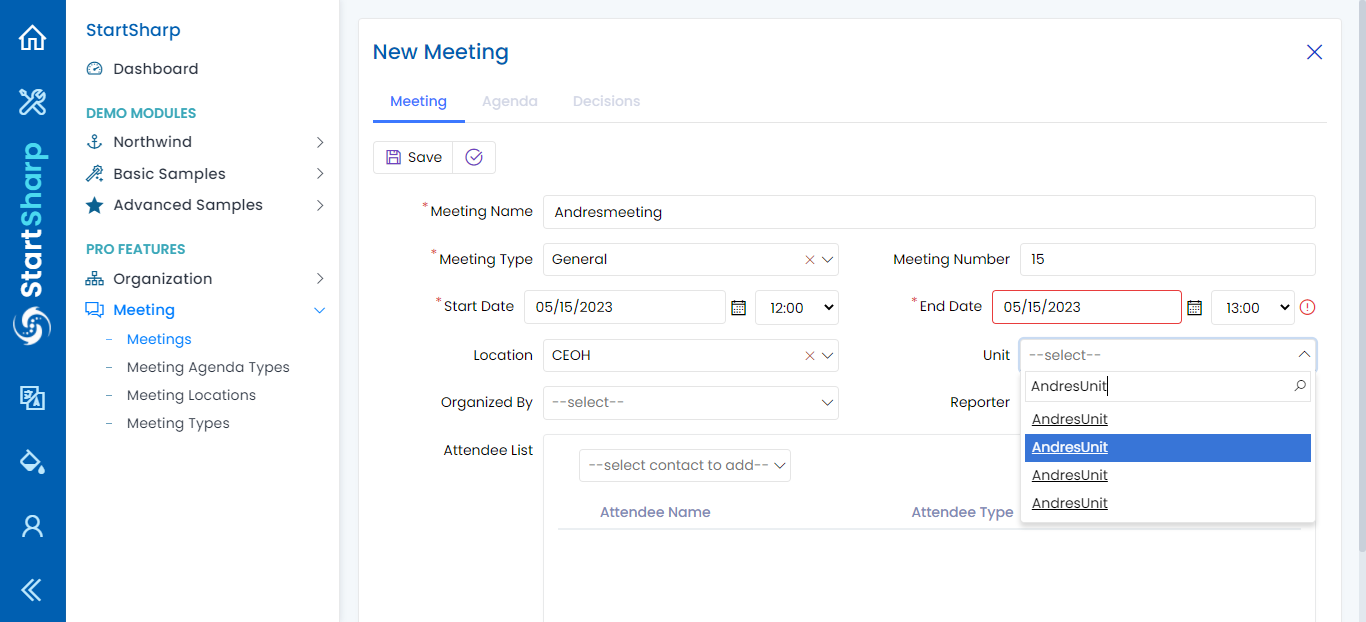 StartSharp
StartSharp
Dashboard
DEMO MODULES
Northwind
Basic Samples
Advanced Samples
PRO FEATURES
Organization
Meeting
Meetings
Meeting Agenda Types
Meeting Locations
Meeting Types
New Meeting
Meeting Agenda Decisions
Save
*Meeting Name Andresmeeting
*Meeting Type General Meeting Number 15
*Start Date 05/15/2023 12:00 *End Date 05/15/2023 13:00
Location CEOH Unit --select--
AndresUnit
Organized By --select-- Reporter
AndresUnit
AndresUnit
AndresUnit
AndresUnit
Attendee List
--select contact to add--
Attendee Name Attendee Type